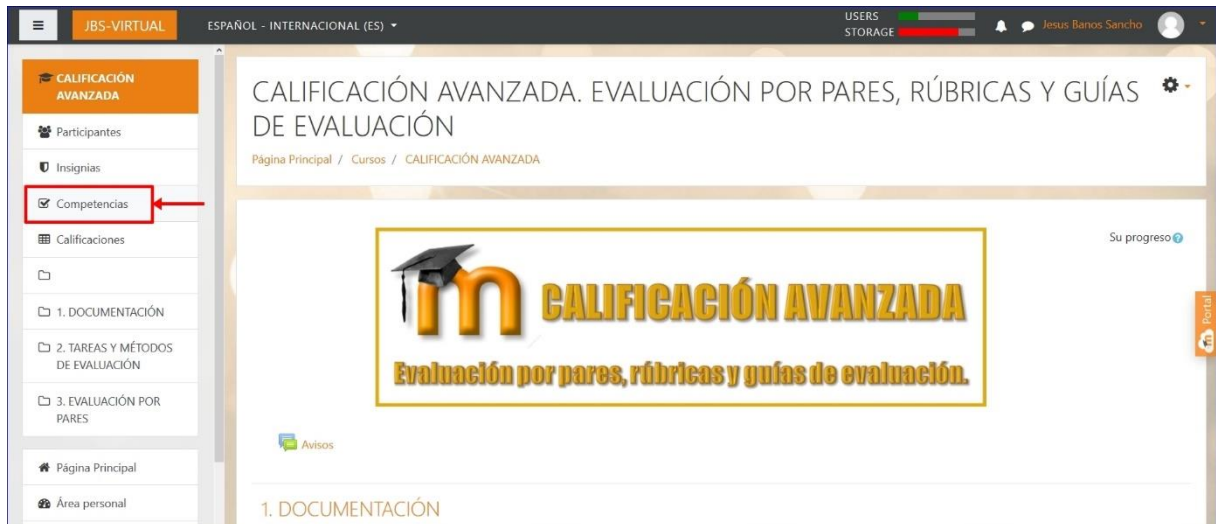 JBS-VIRTUAL
ESPAÑOL - INTERNACIONAL (ES)
USERS
STORAGE
Jesus Banos Sancho
CALIFICACIÓN
AVANZADA
Participantes
Insignias
Competencias
Calificaciones
1. DOCUMENTACIÓN
2. TAREAS Y MÉTODOS
DE EVALUACIÓN
3. EVALUACIÓN POR
PARES
Página Principal
Área personal
CALIFICACIÓN AVANZADA. EVALUACIÓN POR PARES, RÚBRICAS Y GUÍAS
DE EVALUACIÓN
Página Principal / Cursos / CALIFICACIÓN AVANZADA
Su progreso
m CALIFICACIÓN AVANZADA
Evaluación por pares, rúbricas y guías de evaluación.
Avisos
1. DOCUMENTACIÓN
m Portal